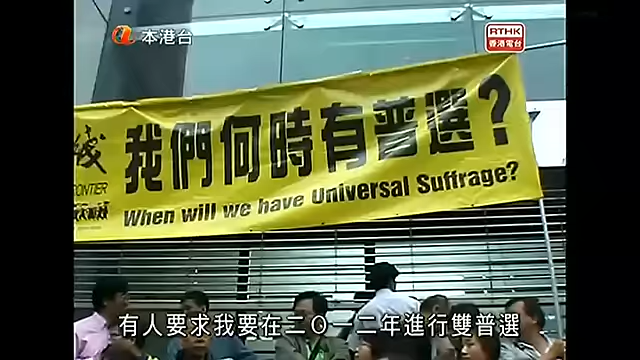 本港台
RTHK
香港電台
我們何時有普選?
FRONTIER
When will we have Universal Suffrage?
有人要求我要在二○一二年進行雙普選